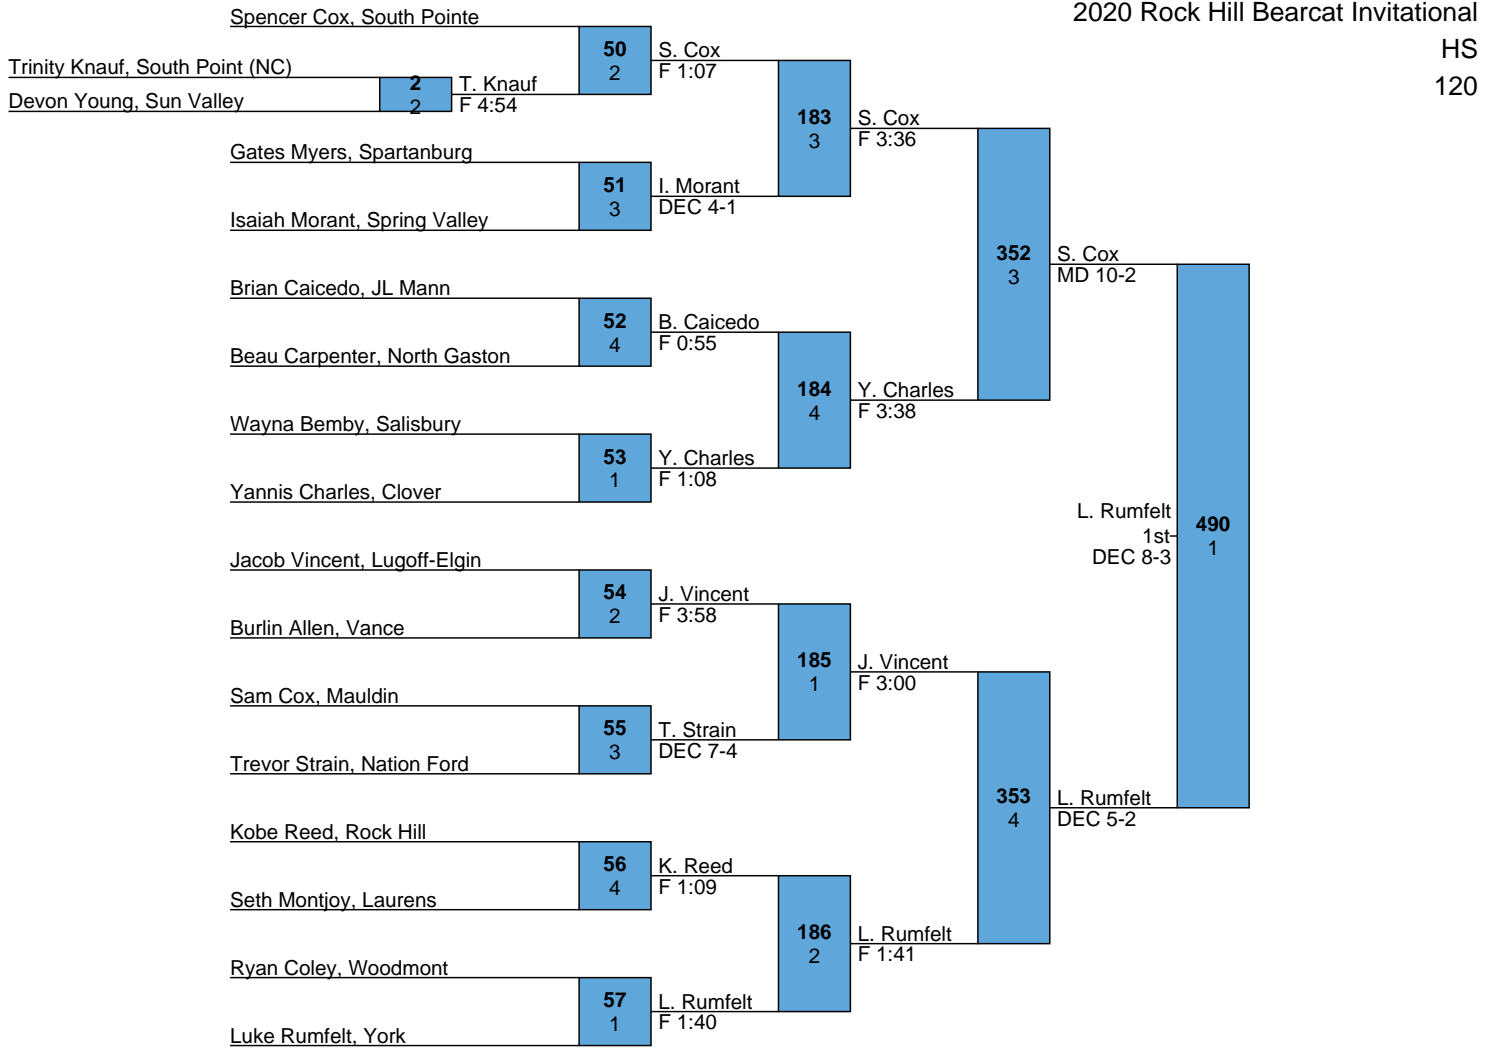 2020 Rock Hill Bearcat Invitational
HS
120
Spencer Cox, South Pointe
Trinity Knauf, South Point (NC)
Devon Young, Sun Valley
2
2
T. Knauf
F 4:54
50
2
S. Cox
F 1:07
Gates Myers, Spartanburg
Isaiah Morant, Spring Valley
51
3
I. Morant
DEC 4-1
183
3
S. Cox
F 3:36
Brian Caicedo, JL Mann
Beau Carpenter, North Gaston
52
4
B. Caicedo
F 0:55
Wayna Bemby, Salisbury
Yannis Charles, Clover
53
1
Y. Charles
F 1:08
184
4
Y. Charles
F 3:38
352
3
S. Cox
MD 10-2
Jacob Vincent, Lugoff-Elgin
Burlin Allen, Vance
54
2
J. Vincent
F 3:58
Sam Cox, Mauldin
Trevor Strain, Nation Ford
55
3
T. Strain
DEC 7-4
185
1
J. Vincent
F 3:00
Kobe Reed, Rock Hill
Seth Montjoy, Laurens
56
4
K. Reed
F 1:09
Ryan Coley, Woodmont
Luke Rumfelt, York
57
1
L. Rumfelt
F 1:40
186
2
L. Rumfelt
F 1:41
353
4
L. Rumfelt
DEC 5-2
L. Rumfelt
1st
DEC 8-3
490
1